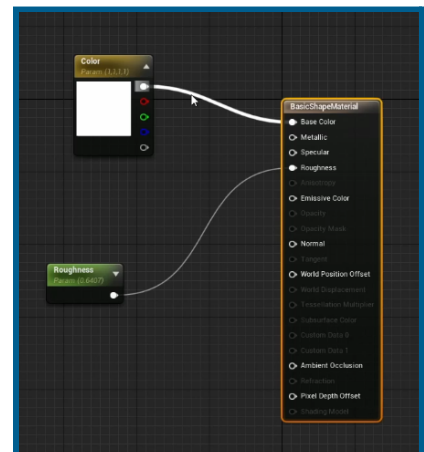 Color
Param (1,1,1,1)
BasicShapeMaterial
Base Color
Metallic
Specular
Roughness
Anisotropy
Emissive Color
Opacity
Opacity Mask
Normal
Tangent
World Position Offset
World Displacement
Tessellation Multiplier
Subsurface Color
Custom Data 0
Custom Data 1
Ambient Occlusion
Refraction
Pixel Depth Offset
Shading Model
Roughness
Param (0.6407)